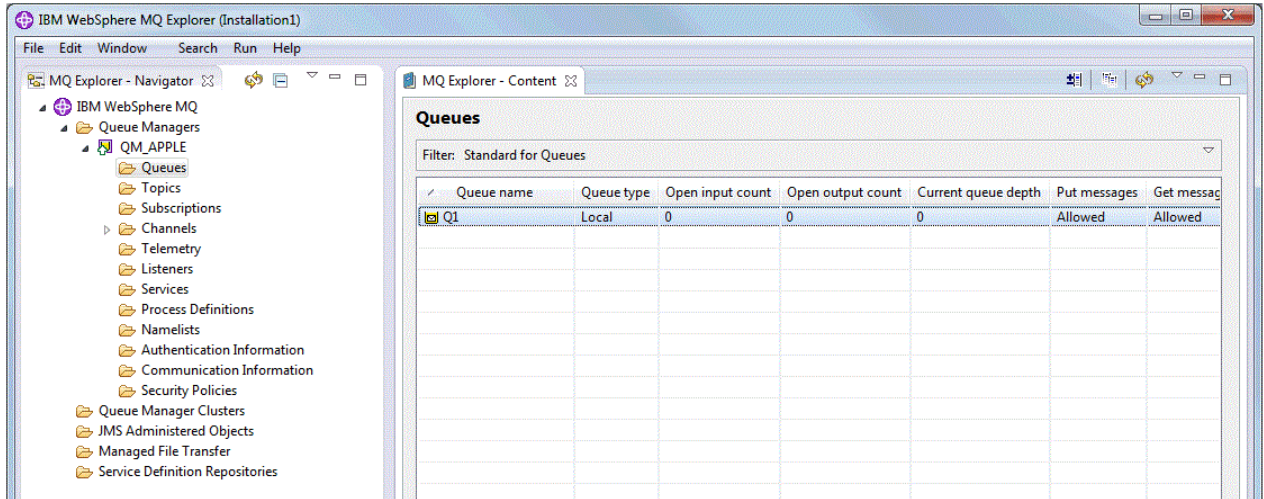 IBM WebSphere MQ Explorer (Installation1)
File Edit Window Search Run Help
MQ Explorer - Navigator
IBM WebSphere MQ
Queue Managers
QM_APPLE
Queues
Topics
Subscriptions
Channels
Telemetry
Listeners
Services
Process Definitions
Namelists
Authentication Information
Communication Information
Security Policies
Queue Manager Clusters
JMS Administered Objects
Managed File Transfer
Service Definition Repositories
MQ Explorer - Content
Queues
Filter: Standard for Queues
Queue name Queue type Open input count Open output count Current queue depth Put messages Get messag
Q1 Local 0 0 0 Allowed Allowed